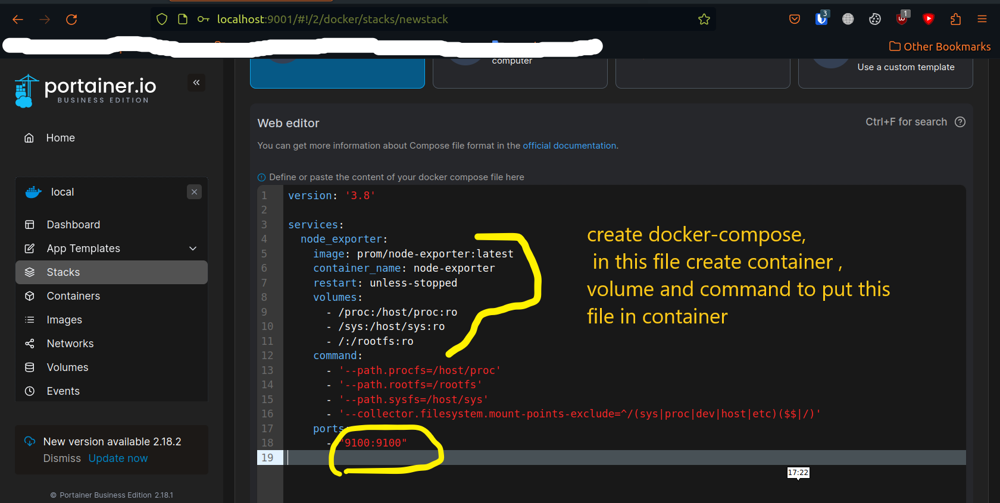 localhost:9001/#!/2/docker/stacks/newstack
3
1
Other Bookmarks
portainer.io
BUSINESS EDITION
«
Home
local
Dashboard
App Templates
Stacks
Containers
Images
Networks
Volumes
Events
New version available 2.18.2
Dismiss Update now
© Portainer Business Edition 2.18.1
computer
Use a custom template
Web editor
Ctrl+F for search
You can get more information about Compose file format in the official documentation.
Define or paste the content of your docker compose file here
1 version: '3.8'
2
3 services:
4 node_exporter:
5 image: prom/node-exporter:latest
6 container_name: node-exporter
7 restart: unless-stopped
8 volumes:
9 - /proc:/host/proc:ro
10 - /sys:/host/sys:ro
11 - /:/rootfs:ro
12 command:
13 - '--path.procfs=/host/proc'
14 - '--path.rootfs=/rootfs'
15 - '--path.sysfs=/host/sys'
16 - '--collector.filesystem.mount-points-exclude=^/(sys|proc|dev|host|etc)($$|/)'
17 ports:
18 - "9100:9100"
19
create docker-compose,
in this file create container ,
volume and command to put this
file in container
17:22